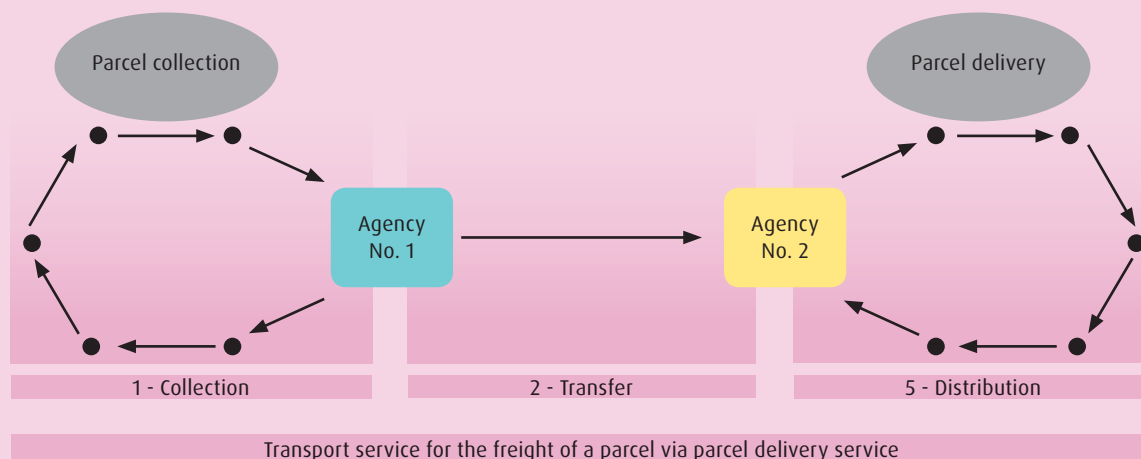 Parcel collection
Parcel delivery
Agency
No. 1
Agency
No. 2
1 - Collection
2 - Transfer
5 - Distribution
Transport service for the freight of a parcel via parcel delivery service